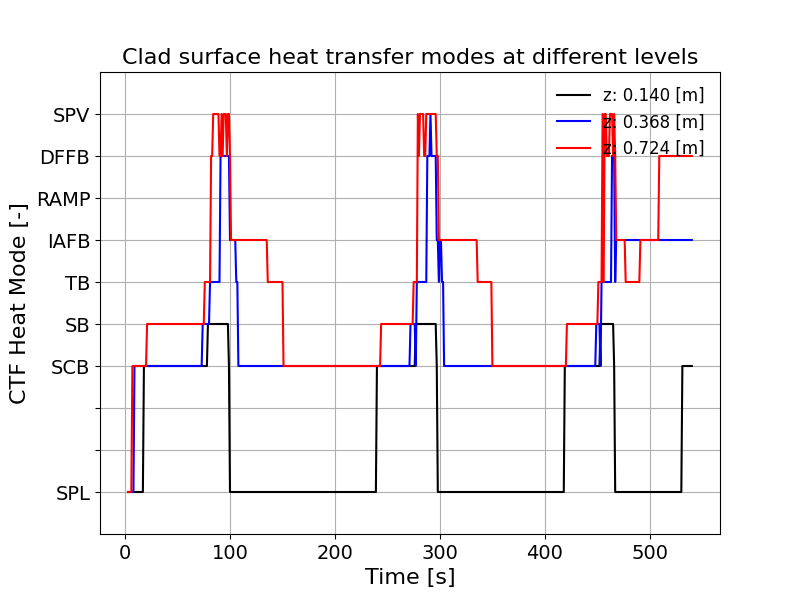 Clad surface heat transfer modes at different levels
z: 0.140 [m]
z: 0.368 [m]
z: 0.724 [m]
CTF Heat Mode [-]
SPV
DFFB
RAMP
IAFB
TB
SB
SCB
SPL
0 100 200 300 400 500
Time [s]